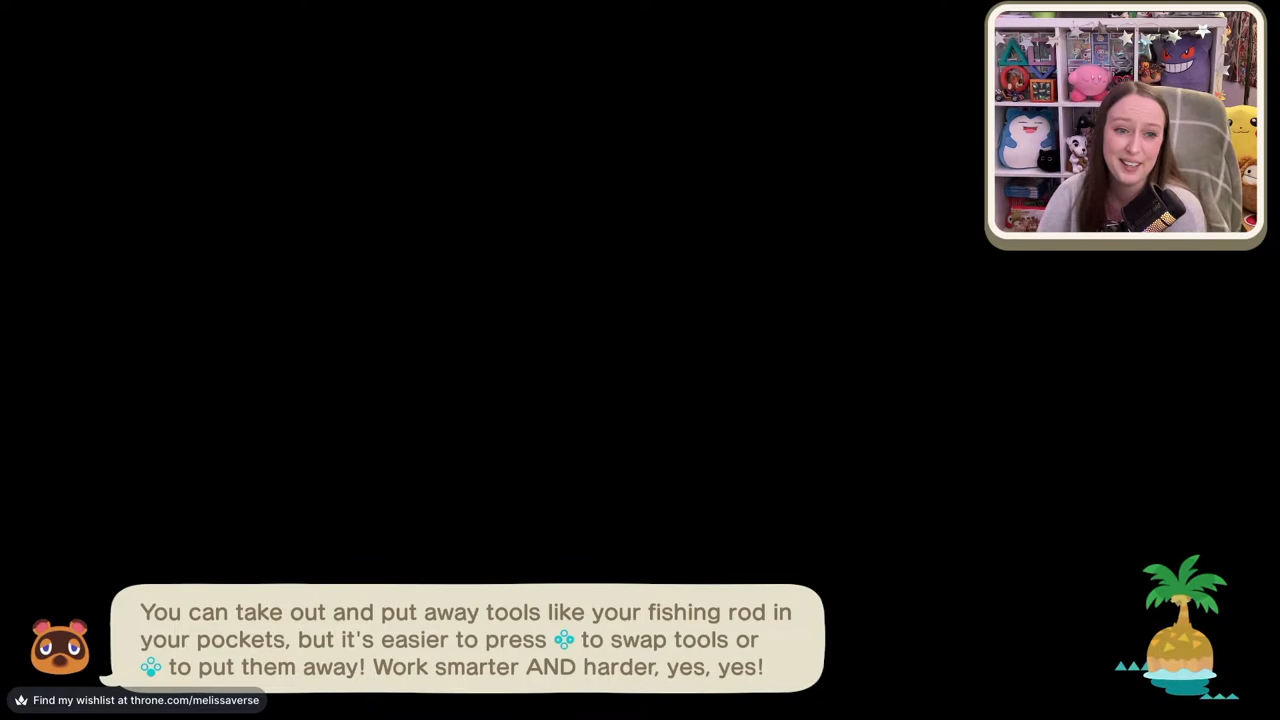 You can take out and put away tools like your fishing rod in
your pockets, but it's easier to press to swap tools or
to put them away! Work smarter AND harder, yes, yes!
Find my wishlist at throne.com/melissaverse